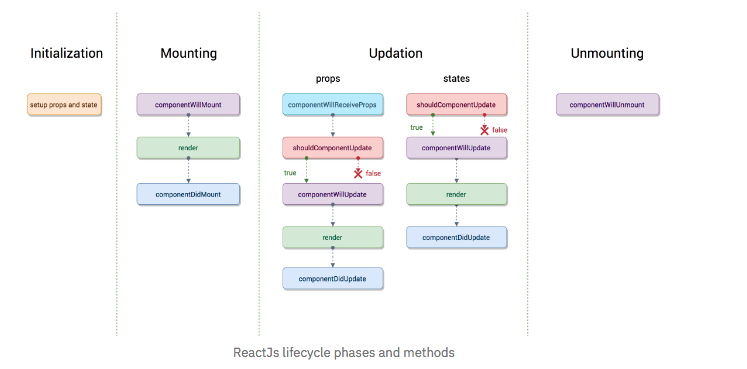 Initialization
Mounting
Updation
Unmounting
props
states
setup props and state
componentWillMount
componentWillReceiveProps
shouldComponentUpdate
componentWillUnmount
true
false
render
shouldComponentUpdate
componentWillUpdate
true
false
componentDidMount
componentWillUpdate
render
render
componentDidUpdate
componentDidUpdate
ReactJs lifecycle phases and methods